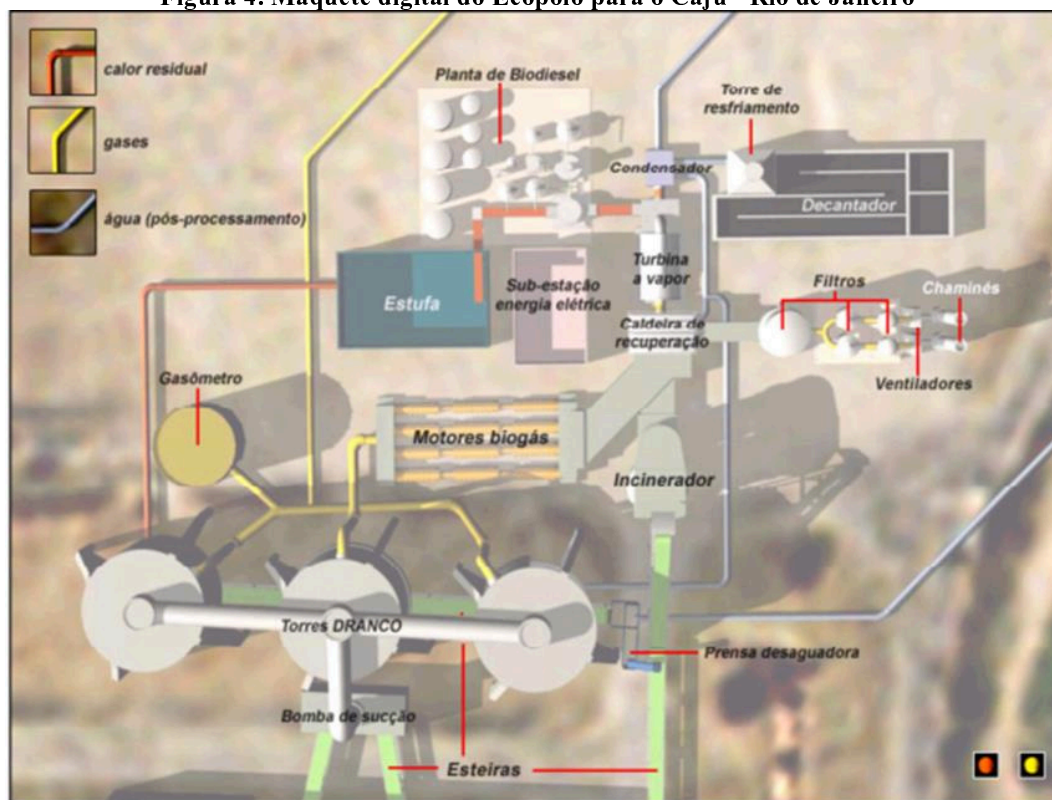 Figura 4: Maquete digital do Ecopolo para o Caju - Rio de Janeiro
calor residual
gases
água (pós-processamento)
Planta de Biodiesel
Torre de
resfriamento
Condensador
Decantador
Turbina
a vapor
Estufa
Sub-estação
energia elétrica
Caldeira de
recuperação
Filtros
Chaminés
Ventiladores
Gasômetro
Motores biogás
Incinerador
Torres DRANCO
Prensa desaguadora
Bomba de sucção
Esteiras